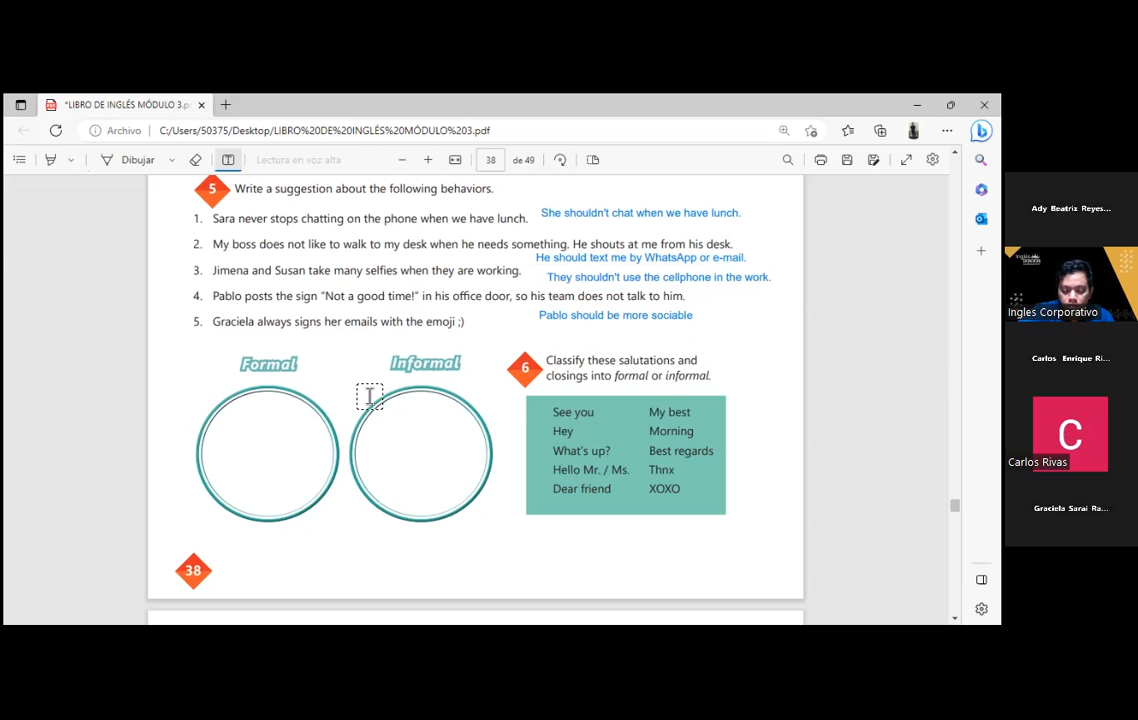 *LIBRO DE INGLÉS MÓDULO 3.p
Archivo
C:/Users/50375/Desktop/LIBRO%20DE%20INGLÉS%20MÓDULO%203.pdf
Dibujar
Lectura en voz alta
38
de 49
5
Write a suggestion about the following behaviors.
1. Sara never stops chatting on the phone when we have lunch.
She shouldn't chat when we have lunch.
2. My boss does not like to walk to my desk when he needs something. He shouts at me from his desk.
He should text me by WhatsApp or e-mail.
3. Jimena and Susan take many selfies when they are working.
They shouldn't use the cellphone in the work.
4. Pablo posts the sign “Not a good time!” in his office door, so his team does not talk to him.
Pablo should be more sociable
5. Graciela always signs her emails with the emoji ;)
Formal
Informal
6
Classify these salutations and
closings into formal or informal.
See you
My best
Hey
Morning
What's up?
Best regards
Hello Mr. / Ms.
Thnx
Dear friend
XOXO
38
Ady Beatriz Reyes...
Ingles Corporativo
Carlos Enrique Ri...
C
Carlos Rivas
Graciela Sarai Ra...